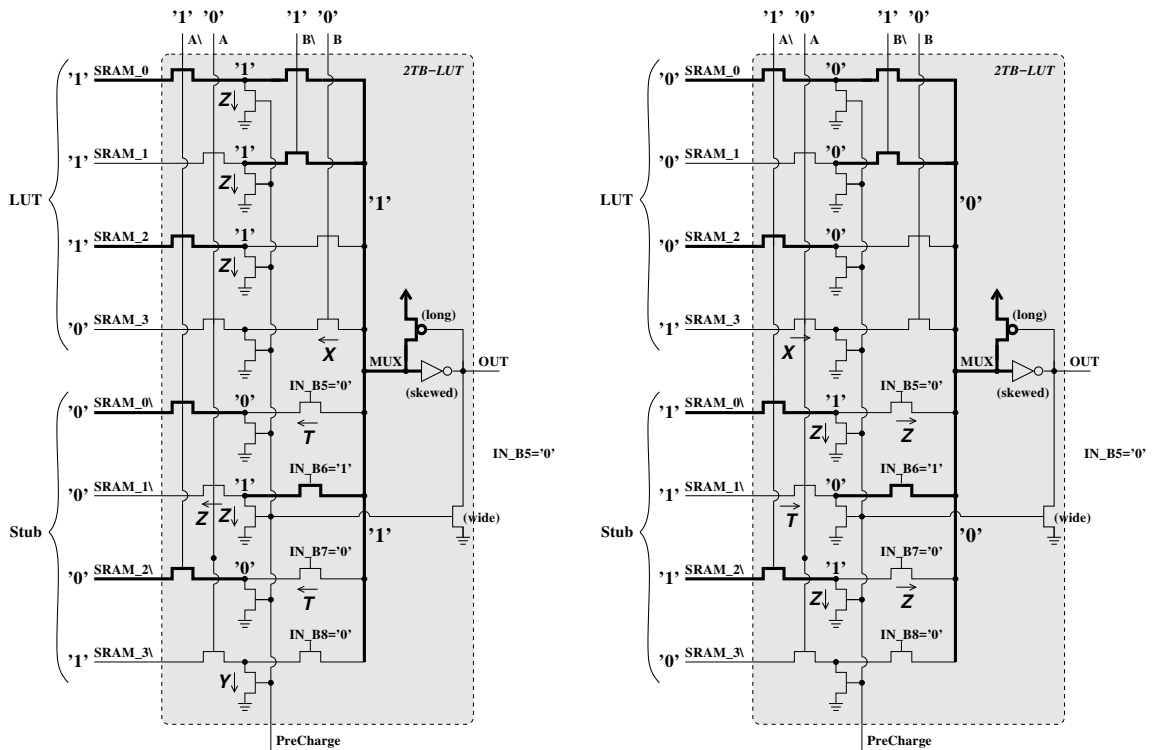 '1' '0' '1' '0'
A\ A B\ B
2TB−LUT
'1' SRAM_0 '1'
Z
'1' SRAM_1 '1'
Z
'1'
LUT
'1' SRAM_2 '1'
Z
'0' SRAM_3
(long)
X
MUX OUT
(skewed)
IN_B5='0'
'0' SRAM_0\ '0'
T
IN_B5='0'
IN_B6='1'
'0' SRAM_1\ '1'
Z Z
(wide)
Stub
'1'
IN_B7='0'
'0' SRAM_2\ '0'
T
IN_B8='0'
'1' SRAM_3\
Y
PreCharge
'1' '0' '1' '0'
A\ A B\ B
2TB−LUT
'0' SRAM_0 '0'
'0' SRAM_1 '0'
'0'
LUT
'0' SRAM_2 '0'
'1' SRAM_3
(long)
X
MUX OUT
(skewed)
IN_B5='0'
'1' SRAM_0\ '1'
Z Z
IN_B5='0'
IN_B6='1'
'1' SRAM_1\ '0'
T
(wide)
Stub
'0'
IN_B7='0'
'1' SRAM_2\ '1'
Z Z
IN_B8='0'
'0' SRAM_3\
PreCharge